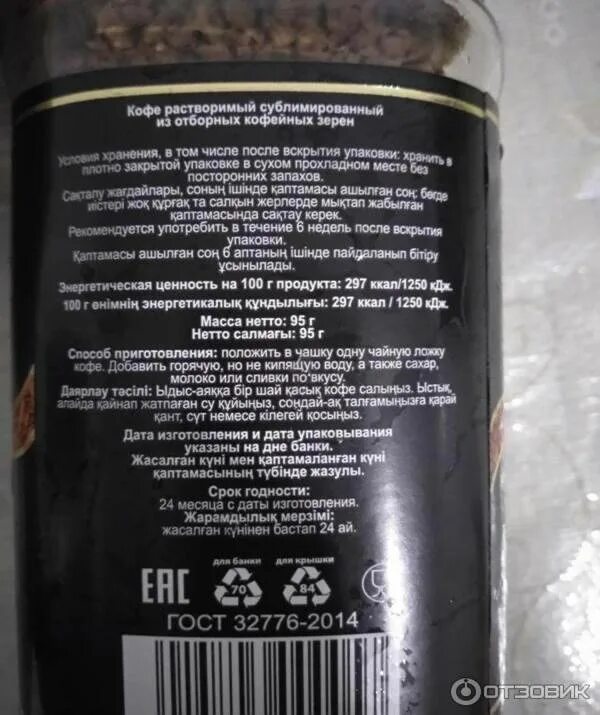 Кофе растворимый сублимированный
из отборных кофейных зерен
Условия хранения, в том числе после вскрытия упаковки: хранить в
плотно закрытой упаковке в сухом прохладном месте без
посторонних запахов.
Сақталу жағдайлары, соның ішінде қаптамасы ашылған соң: бөгде
иістері жоқ құрғақ та салқын жерлерде мықтап жабылған
қаптамасында сақтау керек.
Рекомендуется употребить в течение 6 недель после вскрытия
упаковки.
Қаптамасы ашылған соң 6 аптаның ішінде пайдаланып бітіру
ұсынылады.
Энергетическая ценность на 100 г продукта: 297 ккал/1250 кДж.
100 г өнімнің энергетикалық құндылығы: 297 ккал / 1250 кДж.
Масса нетто: 95 г
Нетто салмағы: 95 г
Способ приготовления: положить в чашку одну чайную ложку
кофе. Добавить горячую, но не кипящую воду, а также сахар,
молоко или сливки по вкусу.
Даярлау тәсілі: Ыдыс-аяққа бір шай қасық кофе салыңыз. Ыстық,
алайда қайнап жатпаған су құйыңыз, сондай-ақ талғамыңызға қарай
қант, сүт немесе кілегей қосыңыз.
Дата изготовления и дата упаковывания
указаны на дне банки.
Жасалған күні мен қаптамаланған күні
қаптамасының түбінде жазулы.
Срок годности:
24 месяца с даты изготовления.
Жарамдылық мерзімі:
жасалған күнінен бастап 24 ай.
для банки для крышки
ЕАС 70 84
ГОСТ 32776-2014
ОТЗОВИК